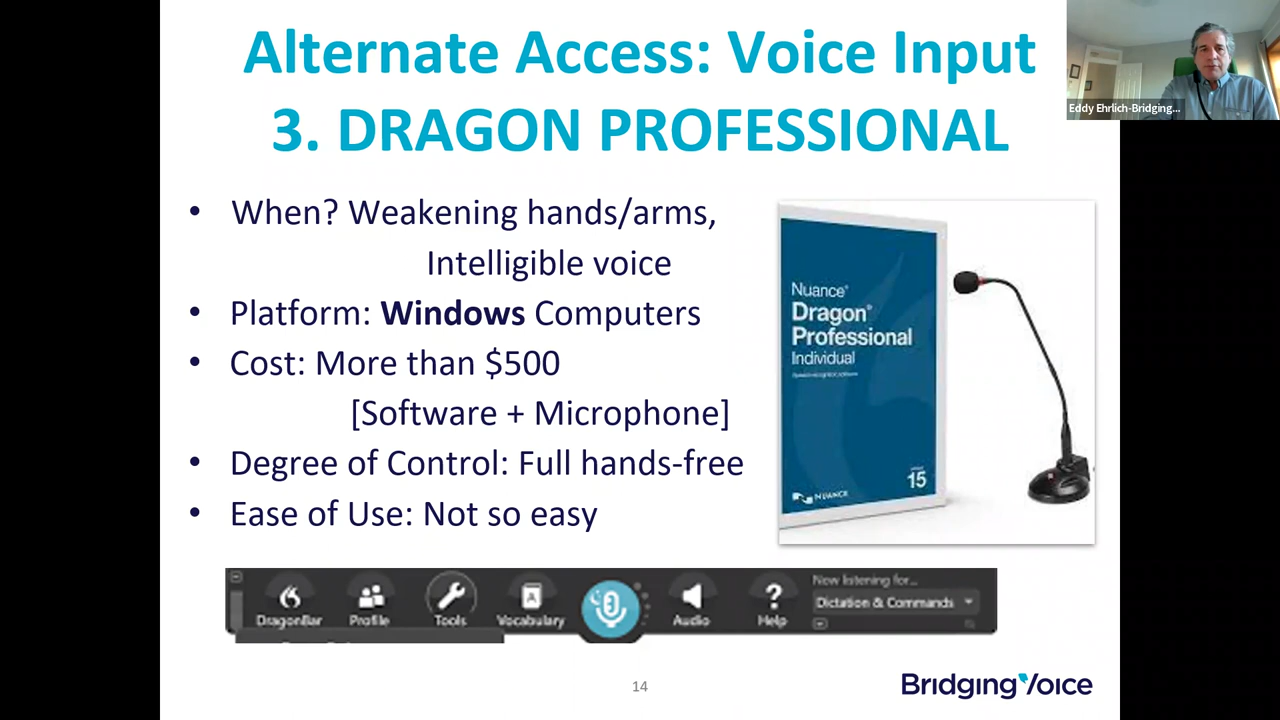 Alternate Access: Voice Input
3. DRAGON PROFESSIONAL
Eddy Ehrlich-Bridging...
• When? Weakening hands/arms,
Intelligible voice
• Platform: Windows Computers
• Cost: More than $500
[Software + Microphone]
• Degree of Control: Full hands-free
• Ease of Use: Not so easy
Nuance®
Dragon®
Professional
Individual
15
NUANCE
Now listening for...
Dictation & Commands
DragonBar
Profile
Tools
Vocabulary
Audio
Help
14
Bridging Voice